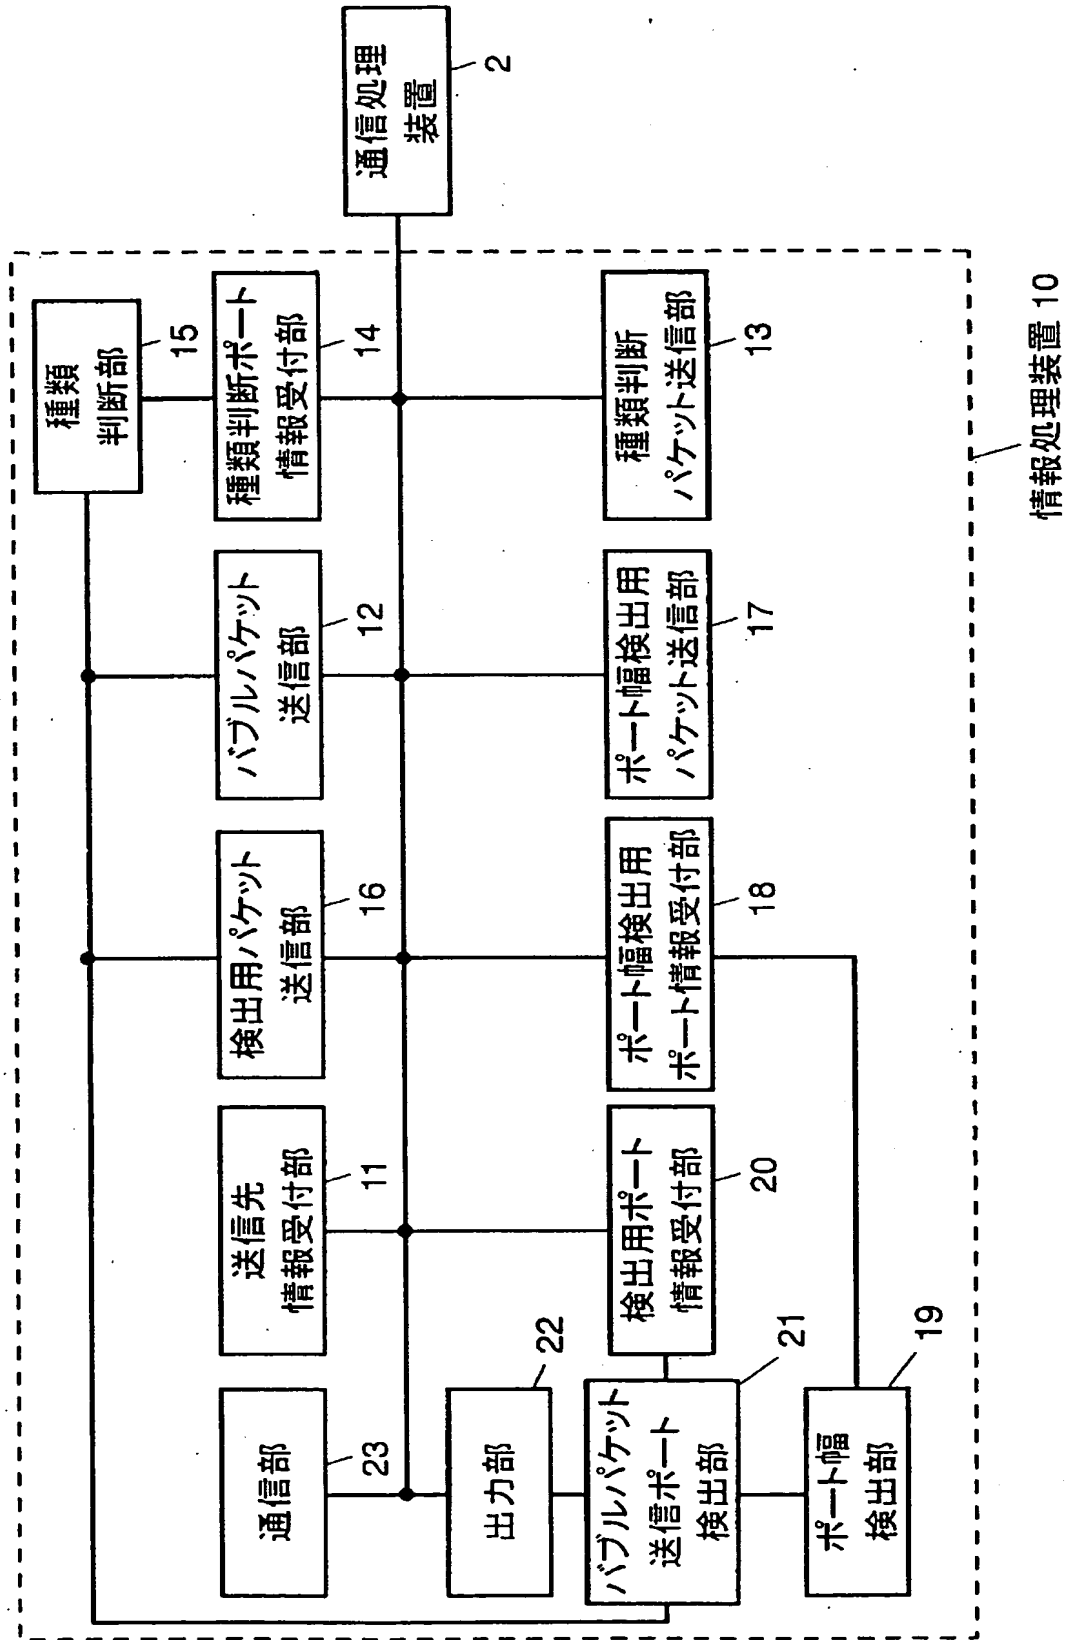 通信部
23
送信先
情報受付部
11
検出用パケット
送信部
16
バブルパケット
送信部
12
種類判断ポート
情報受付部
14
種類
判断部
15
通信処理
装置
2
出力部
22
バブルパケット
送信ポート
検出部
21
検出用ポート
情報受付部
20
ポート幅検出用
ポート情報受付部
18
ポート幅検出用
パケット送信部
17
種類判断
パケット送信部
13
ポート幅
検出部
19
情報処理装置 10